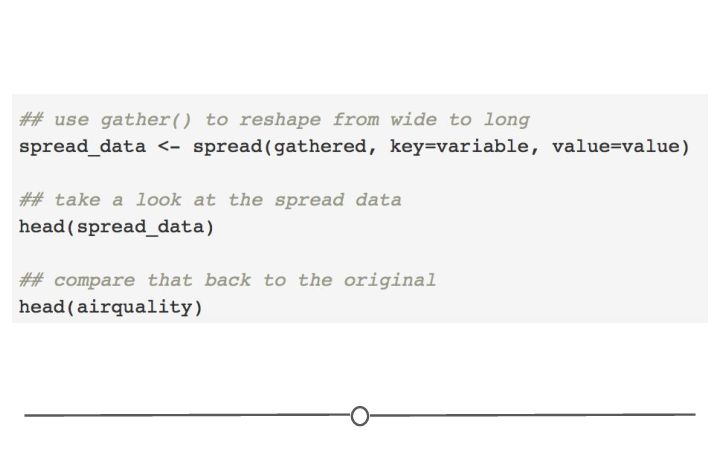 ## use gather() to reshape from wide to long
spread_data <- spread(gathered, key=variable, value=value)
## take a look at the spread data
head(spread_data)
## compare that back to the original
head(airquality)